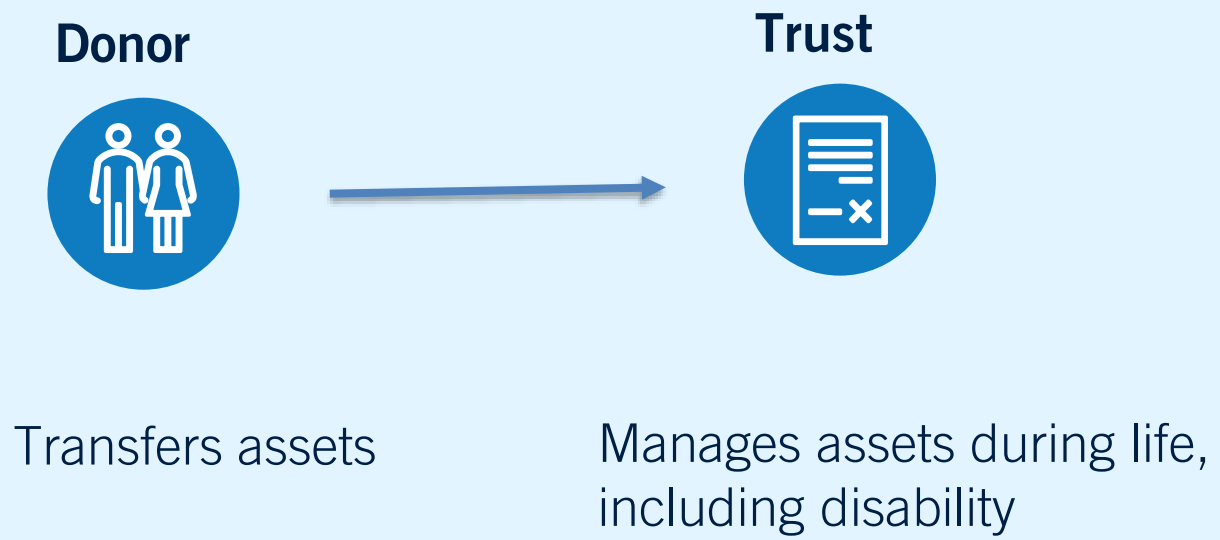 Donor
Trust
Transfers assets
Manages assets during life,
including disability